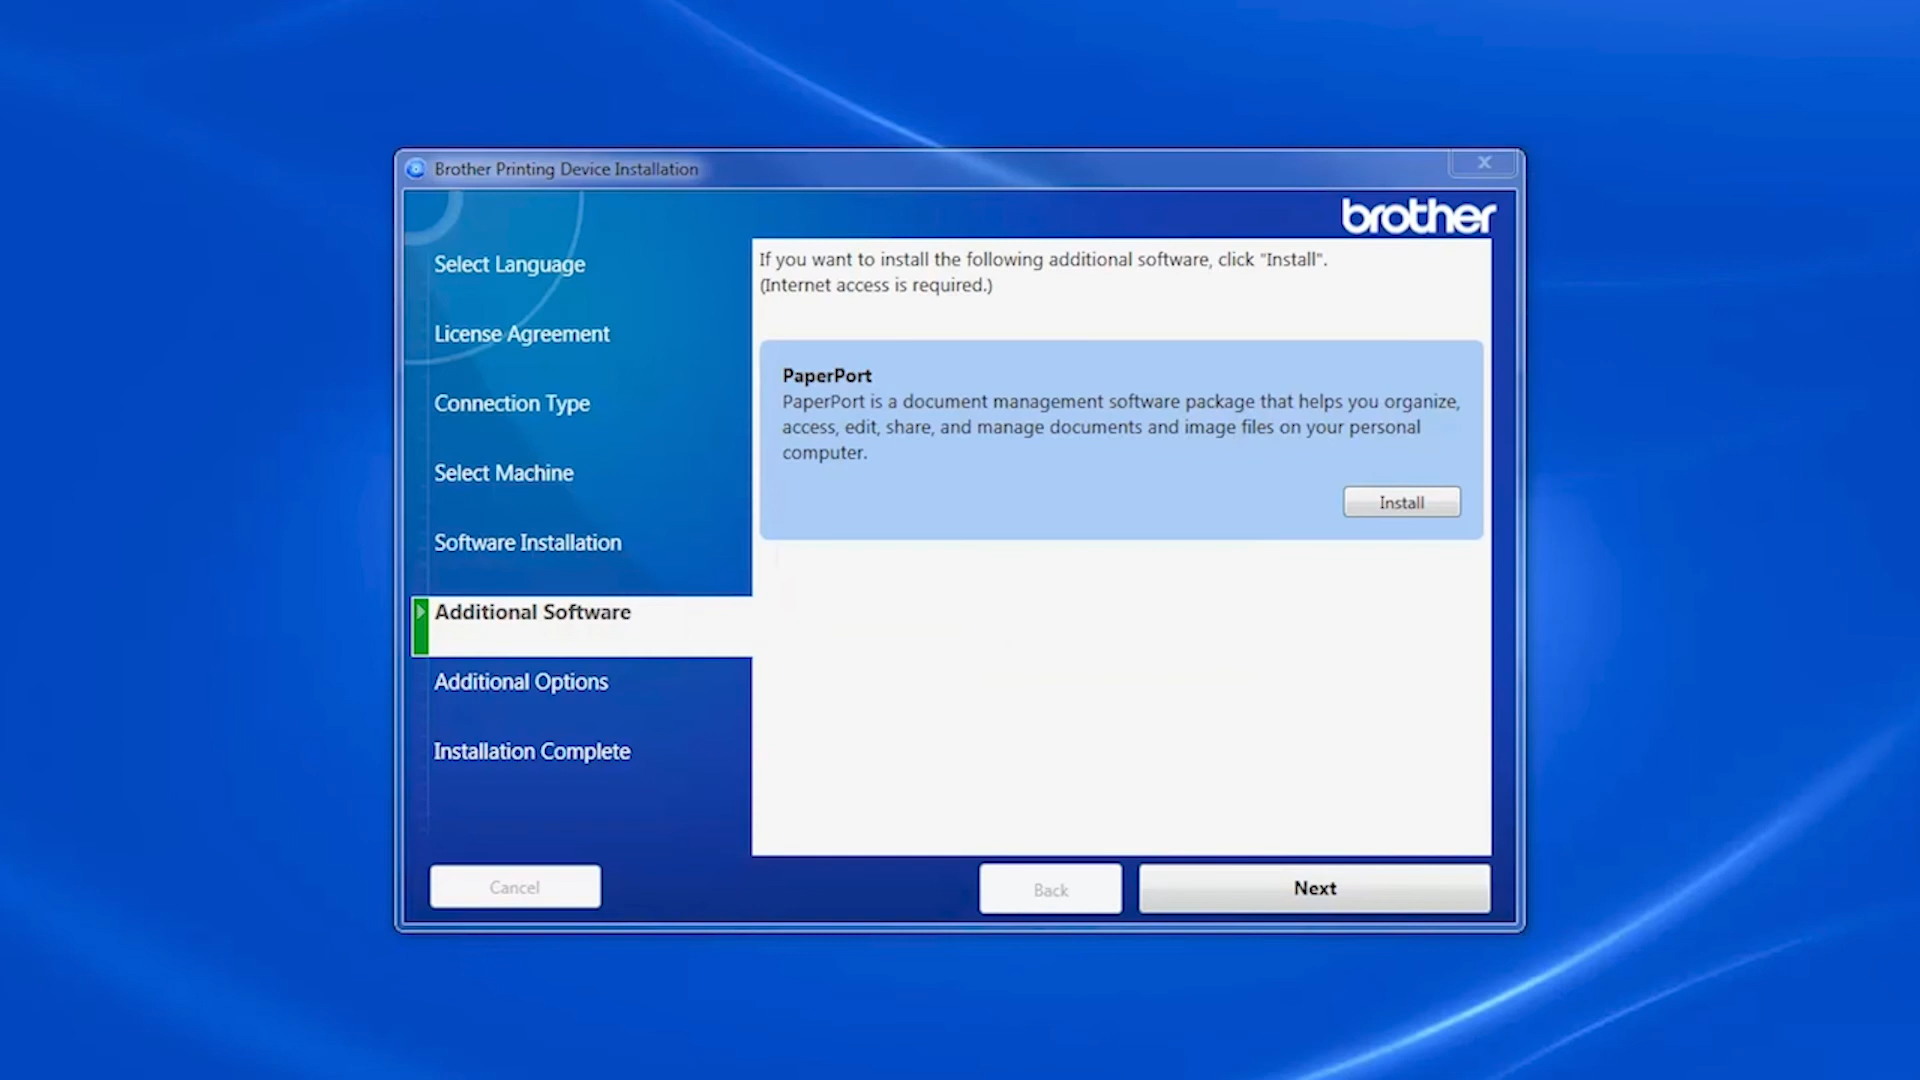 Brother Printing Device Installation
brother
Select Language
License Agreement
Connection Type
Select Machine
Software Installation
Additional Software
Additional Options
Installation Complete
If you want to install the following additional software, click "Install".
(Internet access is required.)
PaperPort
PaperPort is a document management software package that helps you organize,
access, edit, share, and manage documents and image files on your personal
computer.
Install
Cancel
Back
Next